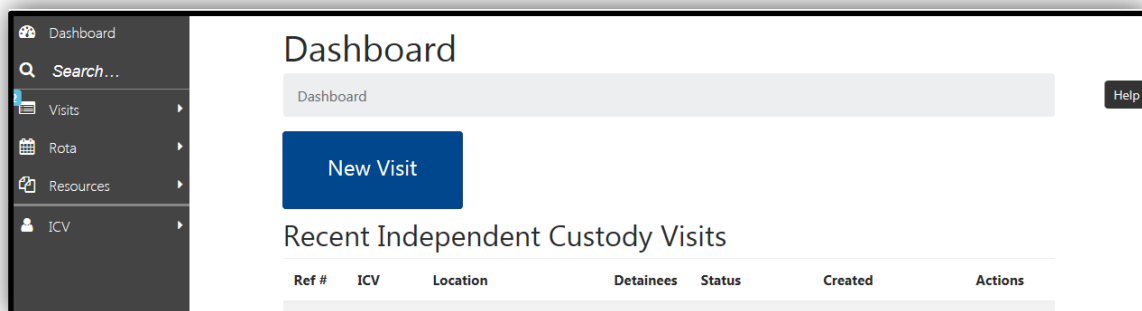 Dashboard
Search...
Visits
Rota
Resources
ICV
Dashboard
Dashboard
Help
New Visit
Recent Independent Custody Visits
Ref # ICV Location Detainees Status Created Actions